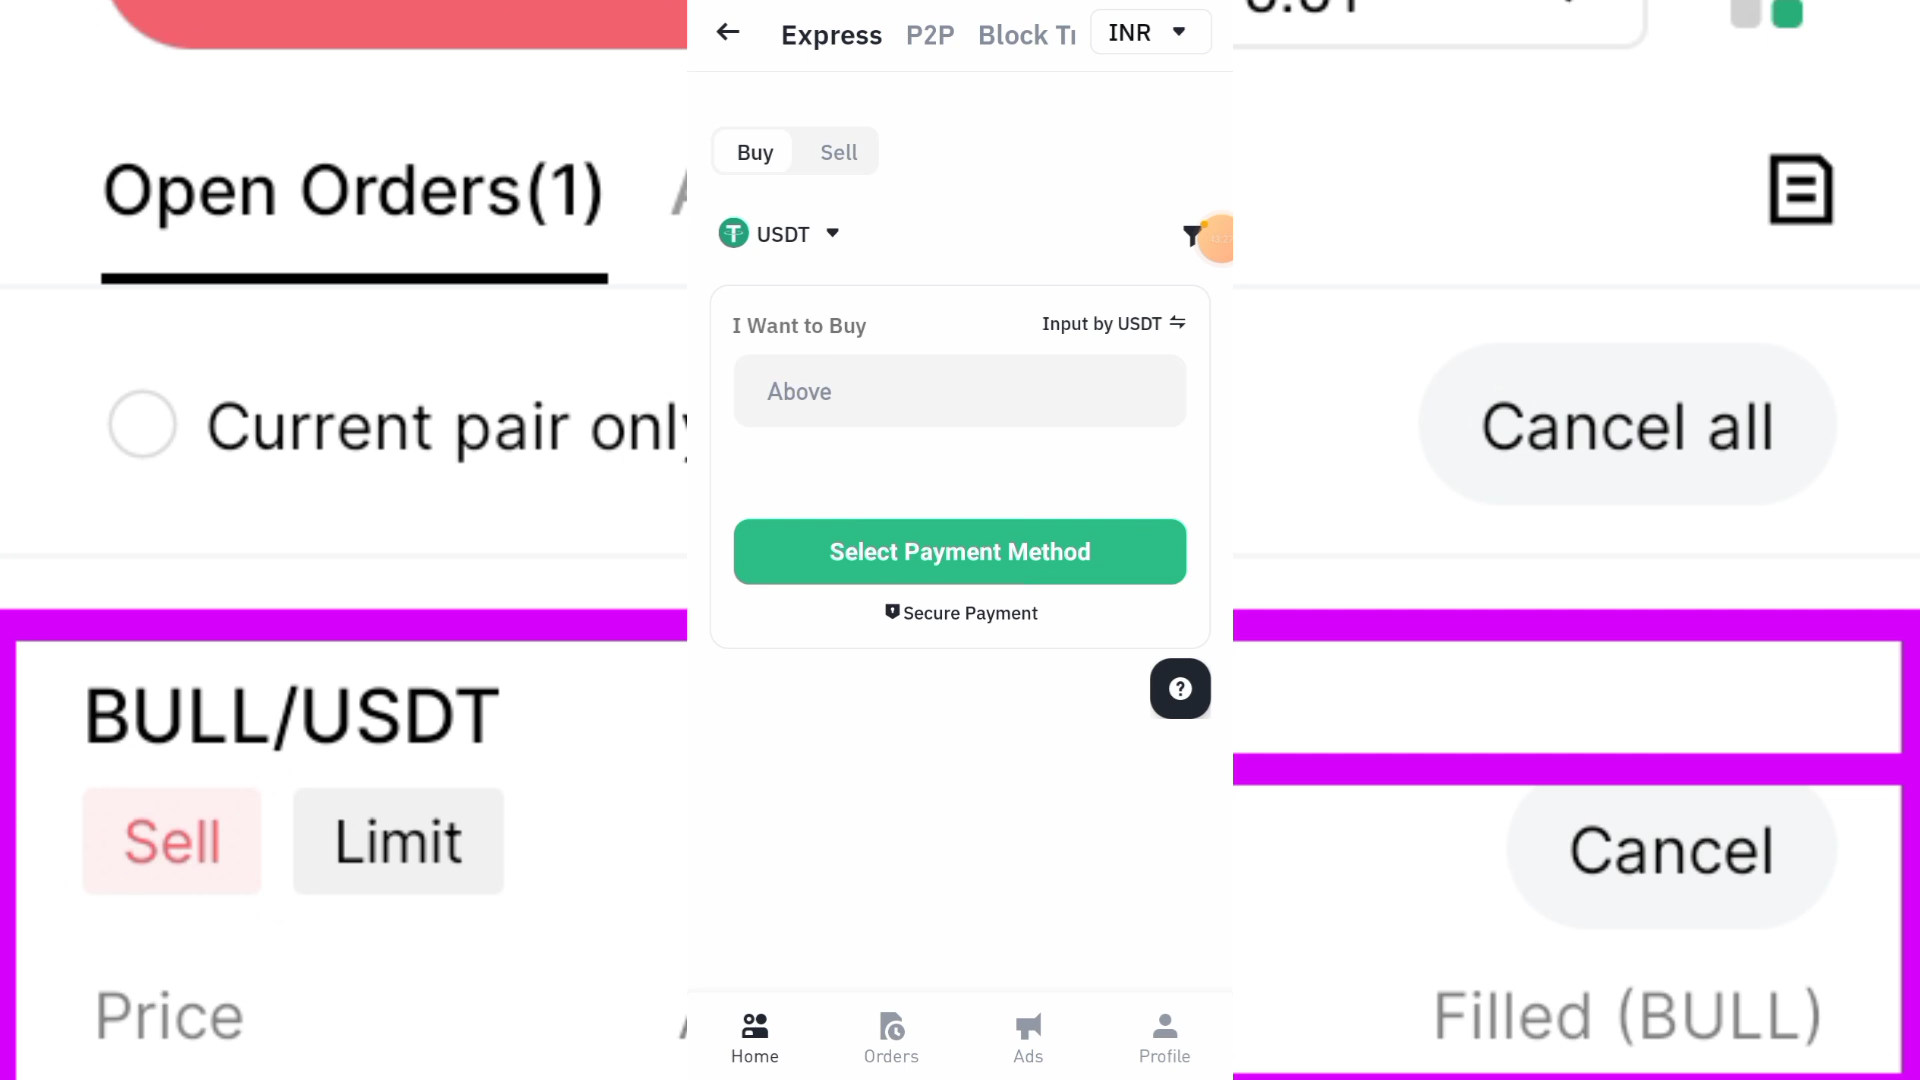 Express P2P Block Tr INR
Buy Sell
USDT
I Want to Buy Input by USDT
Above
Select Payment Method
Secure Payment
Home Orders Ads Profile
Open Orders(1)
Current pair only
Cancel all
BULL/USDT
Sell Limit
Cancel
Price
Filled (BULL)